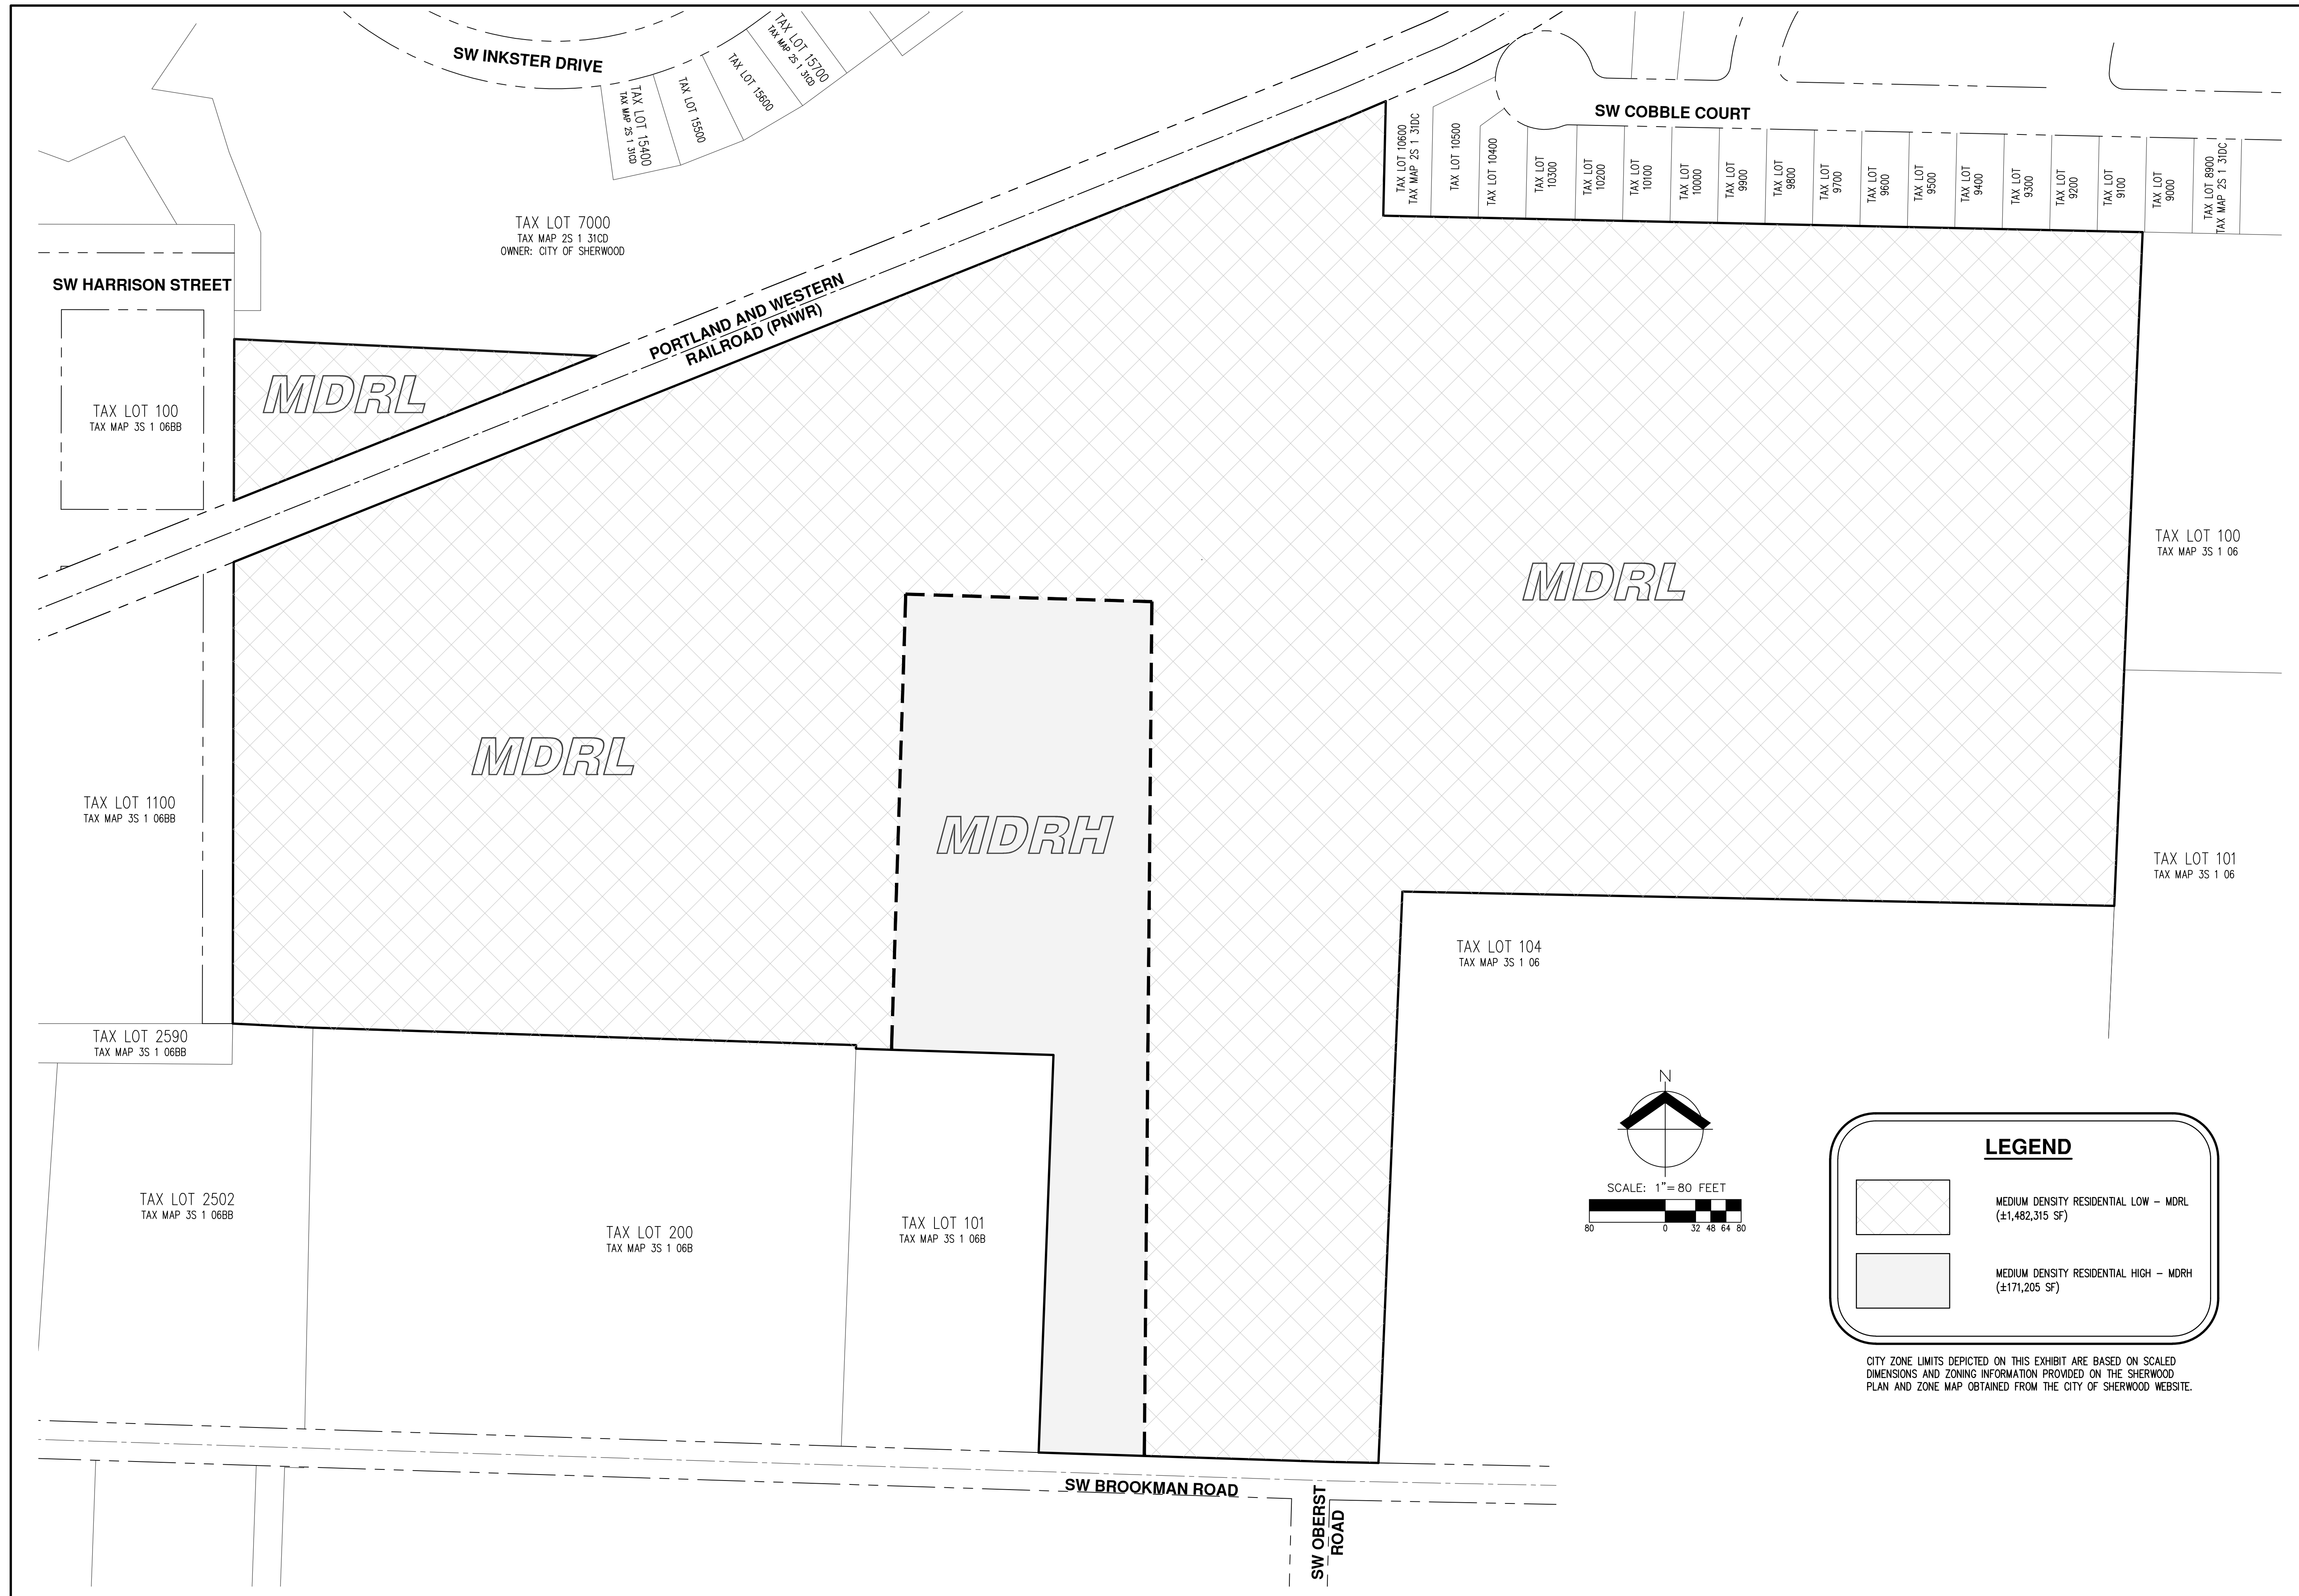 SW INKSTER DRIVE
TAX LOT 15400
TAX MAP 2S 1 31CD
TAX LOT 15500
TAX LOT 15600
TAX LOT 15700
TAX MAP 2S 1 31CD
SW COBBLE COURT
TAX LOT 10600
TAX MAP 2S 1 31DC
TAX LOT 10500
TAX LOT 10400
TAX LOT
10300
TAX LOT
10200
TAX LOT
10100
TAX LOT
10000
TAX LOT
9900
TAX LOT
9800
TAX LOT
9700
TAX LOT
9600
TAX LOT
9500
TAX LOT
9400
TAX LOT
9300
TAX LOT
9200
TAX LOT
9100
TAX LOT
9000
TAX LOT 8900
TAX MAP 2S 1 31DC
TAX LOT 7000
TAX MAP 2S 1 31CD
OWNER: CITY OF SHERWOOD
SW HARRISON STREET
PORTLAND AND WESTERN
RAILROAD (PNWR)
MDRL
TAX LOT 100
TAX MAP 3S 1 06BB
TAX LOT 100
TAX MAP 3S 1 06
MDRL
MDRL
TAX LOT 1100
TAX MAP 3S 1 06BB
MDRH
TAX LOT 101
TAX MAP 3S 1 06
TAX LOT 104
TAX MAP 3S 1 06
TAX LOT 2590
TAX MAP 3S 1 06BB
N
SCALE: 1"= 80 FEET
80 0 32 48 64 80
TAX LOT 2502
TAX MAP 3S 1 06BB
TAX LOT 200
TAX MAP 3S 1 06B
TAX LOT 101
TAX MAP 3S 1 06B
LEGEND
MEDIUM DENSITY RESIDENTIAL LOW – MDRL
(±1,482,315 SF)
MEDIUM DENSITY RESIDENTIAL HIGH – MDRH
(±171,205 SF)
CITY ZONE LIMITS DEPICTED ON THIS EXHIBIT ARE BASED ON SCALED
DIMENSIONS AND ZONING INFORMATION PROVIDED ON THE SHERWOOD
PLAN AND ZONE MAP OBTAINED FROM THE CITY OF SHERWOOD WEBSITE.
SW BROOKMAN ROAD
SW OBERST
ROAD